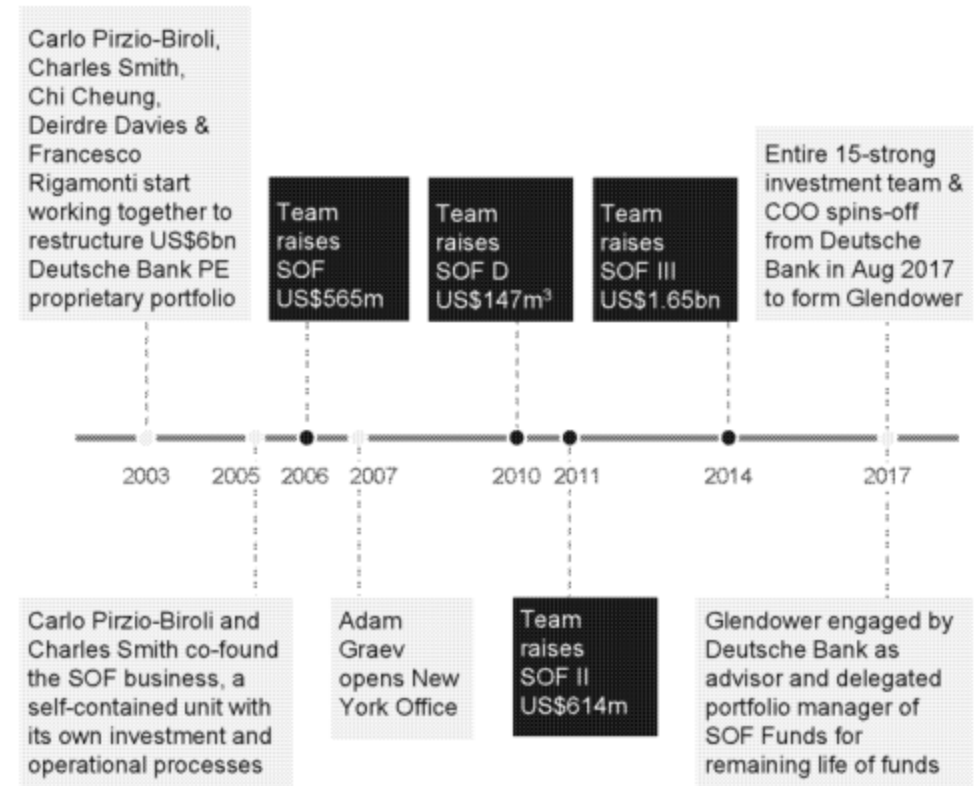 Carlo Pirzio-Biroli,
Charles Smith,
Chi Cheung,
Deirdre Davies &
Francesco
Rigamonti start
working together to
restructure US$6bn
Deutsche Bank PE
proprietary portfolio
Team
raises
SOF
US$565m
Team
raises
SOF D
US$147m³
Team
raises
SOF III
US$1.65bn
Entire 15-strong
investment team &
COO spins-off
from Deutsche
Bank in Aug 2017
to form Glendower
2003 2005 2006 2007 2010 2011 2014 2017
Carlo Pirzio-Biroli and
Charles Smith co-found
the SOF business, a
self-contained unit with
its own investment and
operational processes
Adam
Graev
opens New
York Office
Team
raises
SOF II
US$614m
Glendower engaged by
Deutsche Bank as
advisor and delegated
portfolio manager of
SOF Funds for
remaining life of funds